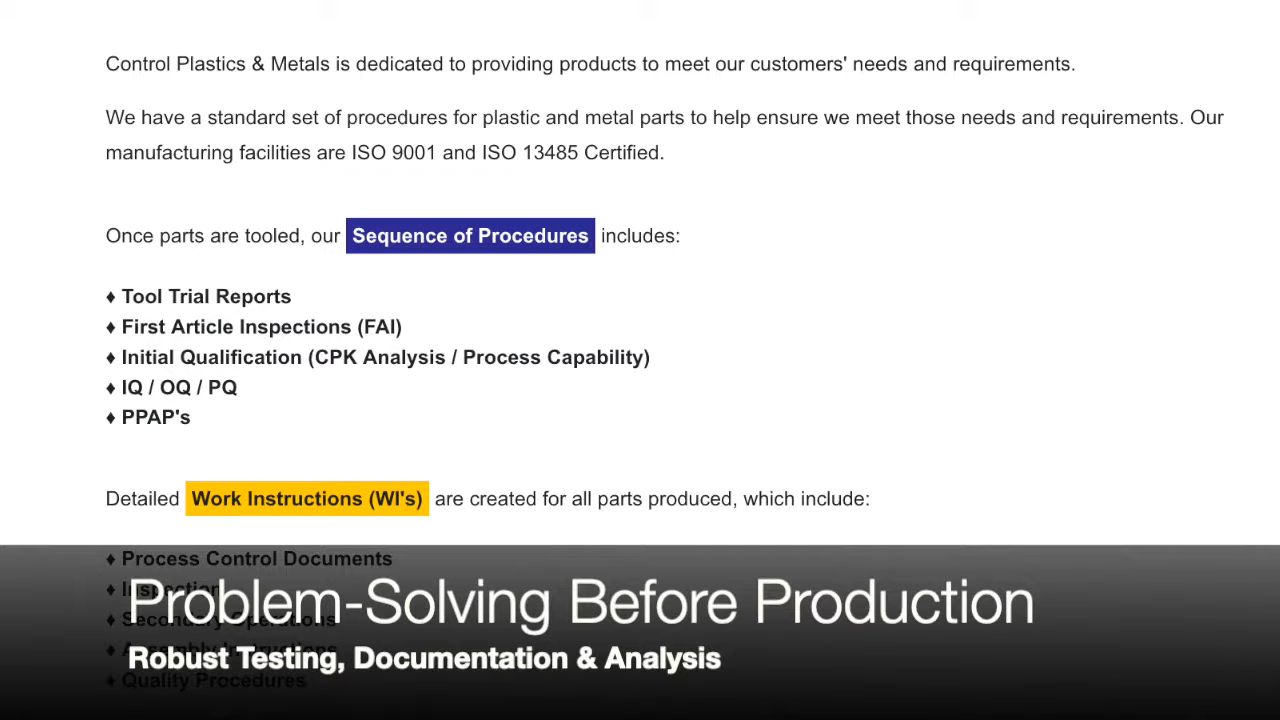 Control Plastics & Metals is dedicated to providing products to meet our customers' needs and requirements.
We have a standard set of procedures for plastic and metal parts to help ensure we meet those needs and requirements. Our
manufacturing facilities are ISO 9001 and ISO 13485 Certified.
Once parts are tooled, our Sequence of Procedures includes:
♦ Tool Trial Reports
♦ First Article Inspections (FAI)
♦ Initial Qualification (CPK Analysis / Process Capability)
♦ IQ / OQ / PQ
♦ PPAP's
Detailed Work Instructions (WI's) are created for all parts produced, which include:
♦ Process Control Documents
♦ Inspection
♦ Secondary Operations
♦ Assembly Instructions
♦ Quality Procedures
Problem-Solving Before Production
Robust Testing, Documentation & Analysis